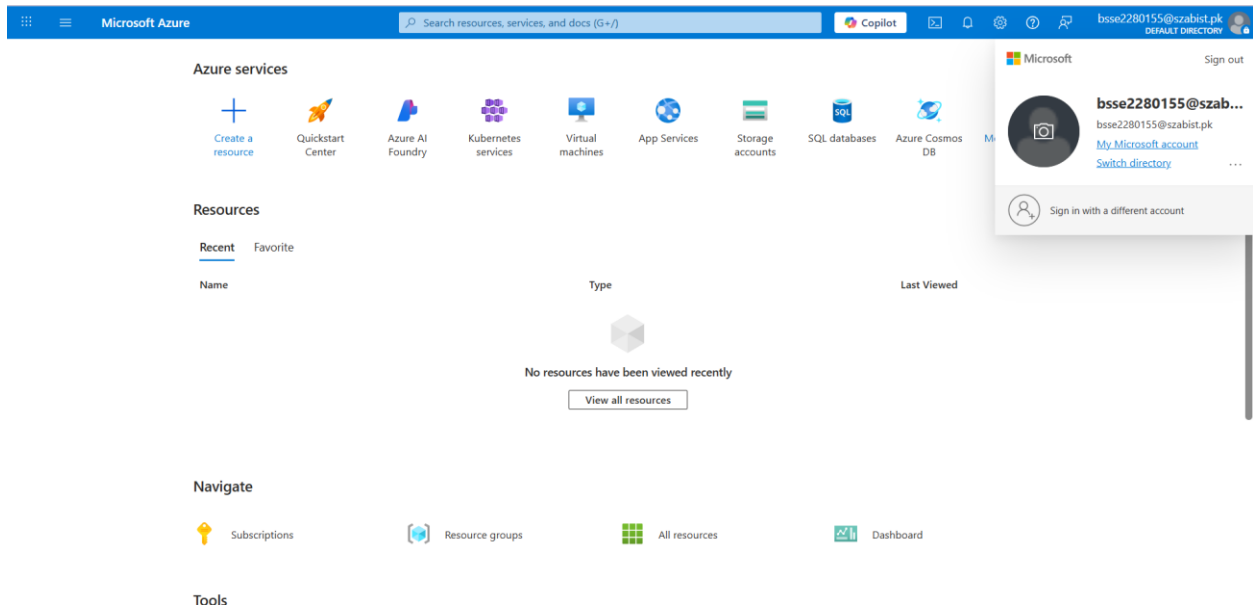 Microsoft Azure
Search resources, services, and docs (G+/)
Copilot
bsse2280155@szabist.pk
DEFAULT DIRECTORY
Microsoft
Sign out
bsse2280155@szab...
bsse2280155@szabist.pk
My Microsoft account
Switch directory
...
Sign in with a different account
Azure services
Create a
resource
Quickstart
Center
Azure AI
Foundry
Kubernetes
services
Virtual
machines
App Services
Storage
accounts
SQL
SQL databases
Azure Cosmos
DB
Resources
Recent
Favorite
Name
Type
Last Viewed
No resources have been viewed recently
View all resources
Navigate
Subscriptions
Resource groups
All resources
Dashboard
Tools